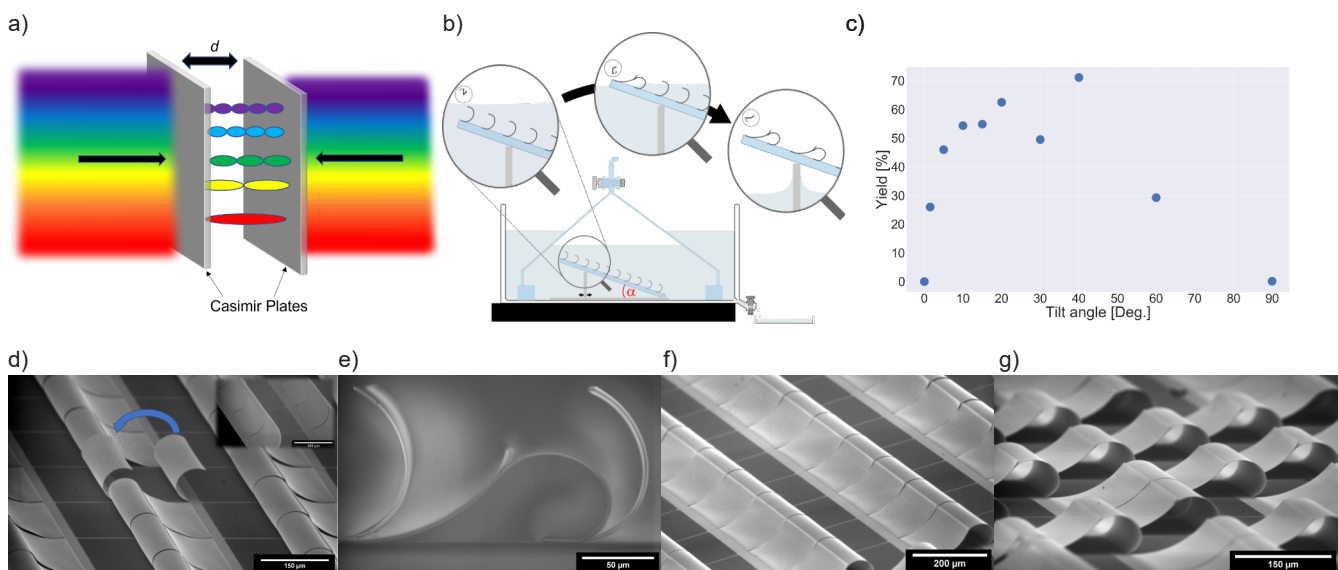 a)
d
Casimir Plates
b)
α
c)
Yield [%]
70
60
50
40
30
20
10
0
0 10 20 30 40 50 60 70 80 90
Tilt angle [Deg.]
d)
150 µm
e)
50 µm
f)
200 µm
g)
150 µm